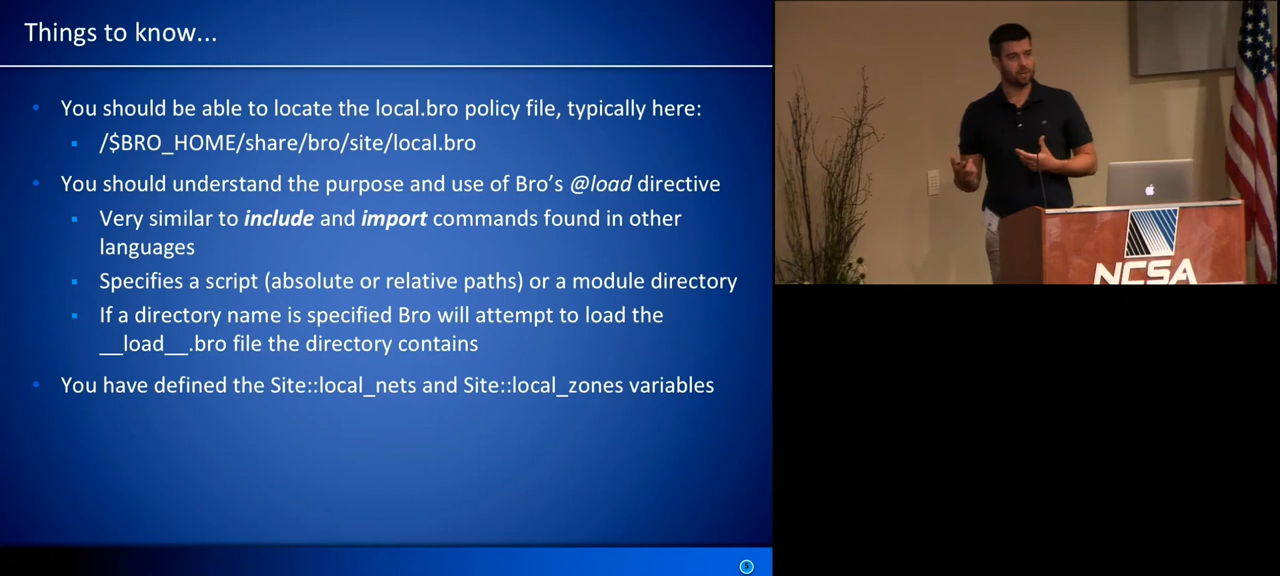 Things to know...
You should be able to locate the local.bro policy file, typically here:
/$BRO_HOME/share/bro/site/local.bro
You should understand the purpose and use of Bro's @load directive
Very similar to include and import commands found in other
languages
Specifies a script (absolute or relative paths) or a module directory
If a directory name is specified Bro will attempt to load the
__load__.bro file the directory contains
You have defined the Site::local_nets and Site::local_zones variables
NCSA